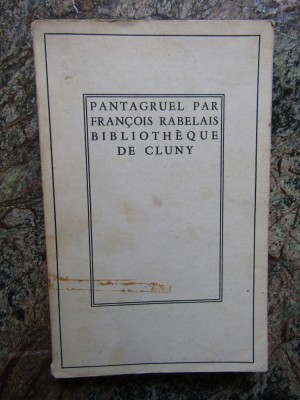 PANTAGRUEL PAR
FRANÇOIS RABELAIS
BIBLIOTHÈQUE
DE CLUNY